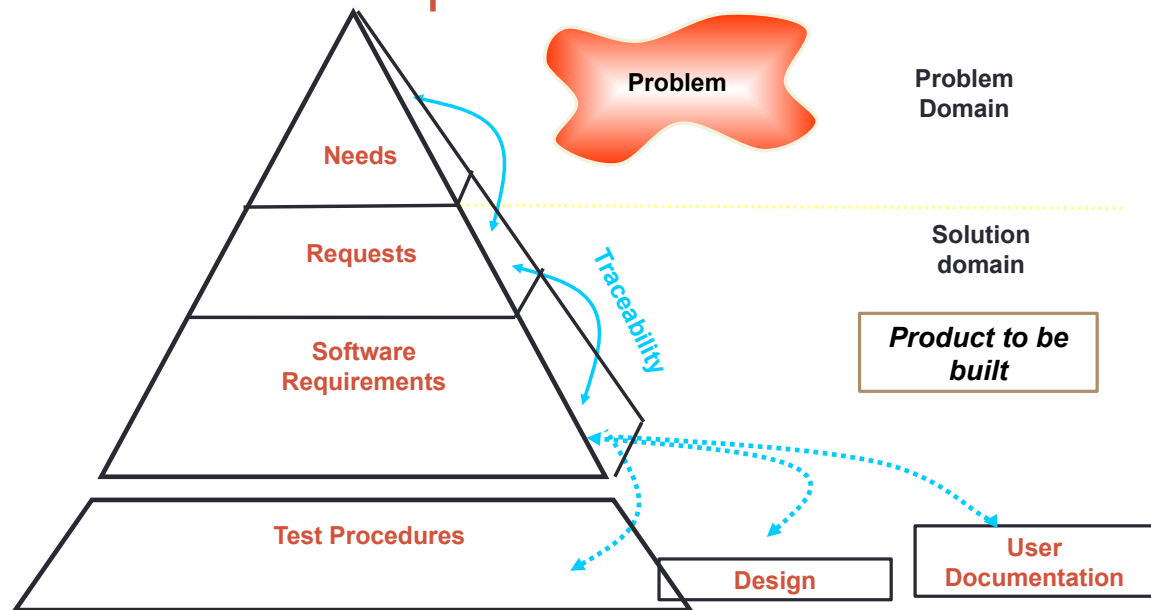 Problem
Problem
Domain
Needs
Solution
domain
Requests
Traceability
Product to be
built
Software
Requirements
Test Procedures
Design
User
Documentation